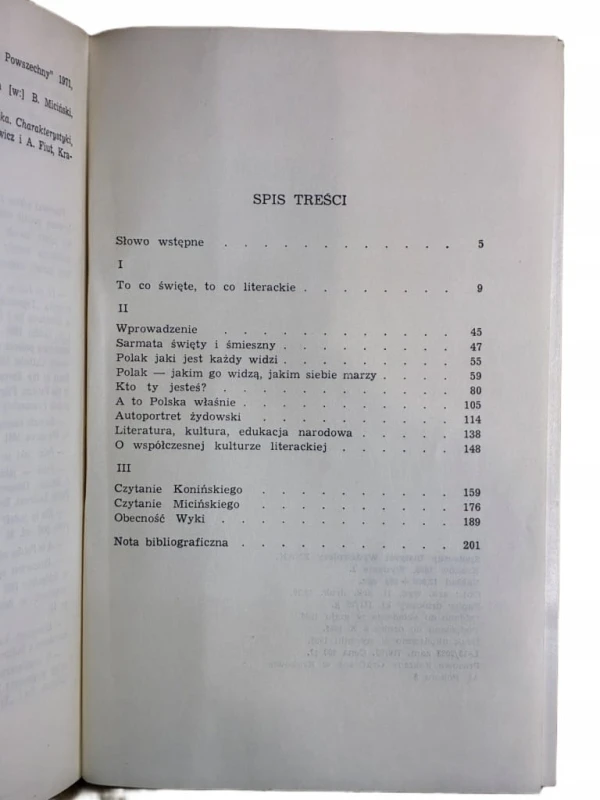 Powszechny" 1971,
[w:] B. Miciński,
ka. Charakterystyki,
wicz i A. Fiut, Kra-
SPIS TREŚCI
Słowo wstępne . . . . . . . . . . . . 5
I
To co święte, to co literackie . . . . . . . . 9
II
Wprowadzenie . . . . . . . . . . . . 45
Sarmata święty i śmieszny . . . . . . . . . 47
Polak jaki jest każdy widzi . . . . . . . . . 55
Polak — jakim go widzą, jakim siebie marzy . . . . 59
Kto ty jesteś? . . . . . . . . . . . . 80
A to Polska właśnie . . . . . . . . . . 105
Autoportret żydowski . . . . . . . . . . 114
Literatura, kultura, edukacja narodowa . . . . . 138
O współczesnej kulturze literackiej . . . . . . 148
III
Czytanie Konińskiego . . . . . . . . . . 159
Czytanie Micińskiego . . . . . . . . . . 176
Obecność Wyki . . . . . . . . . . . 189
Nota bibliograficzna . . . . . . . . . . 201